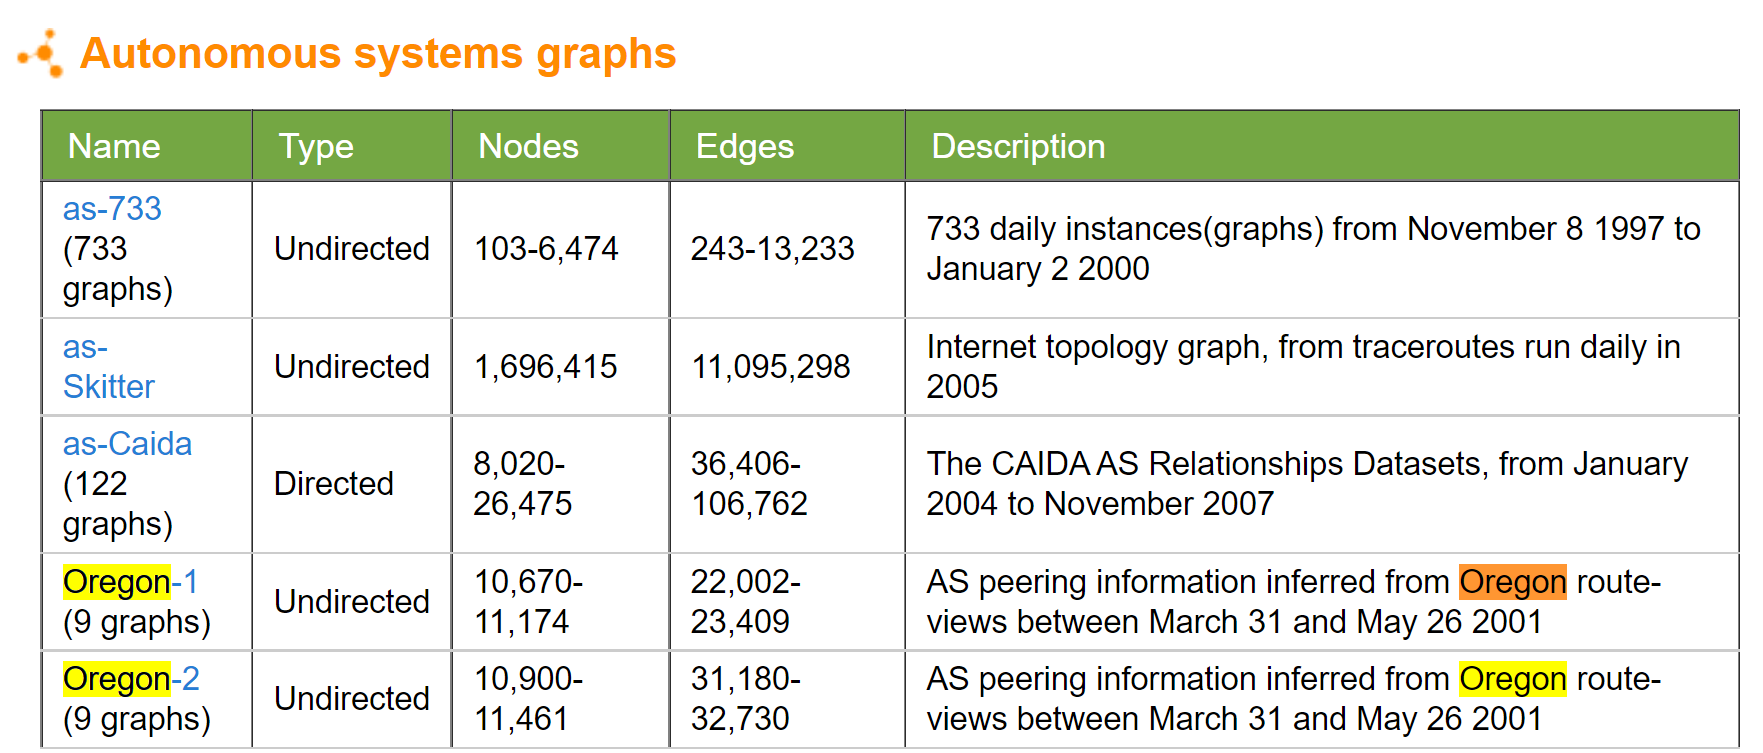 Autonomous systems graphs
Name Type Nodes Edges Description
as-733
(733
graphs)
Undirected
103-6,474
243-13,233
733 daily instances(graphs) from November 8 1997 to
January 2 2000
as-
Skitter
Undirected
1,696,415
11,095,298
Internet topology graph, from traceroutes run daily in
2005
as-Caida
(122
graphs)
Directed
8,020-
26,475
36,406-
106,762
The CAIDA AS Relationships Datasets, from January
2004 to November 2007
Oregon-1
(9 graphs)
Undirected
10,670-
11,174
22,002-
23,409
AS peering information inferred from Oregon route-
views between March 31 and May 26 2001
Oregon-2
(9 graphs)
Undirected
10,900-
11,461
31,180-
32,730
AS peering information inferred from Oregon route-
views between March 31 and May 26 2001